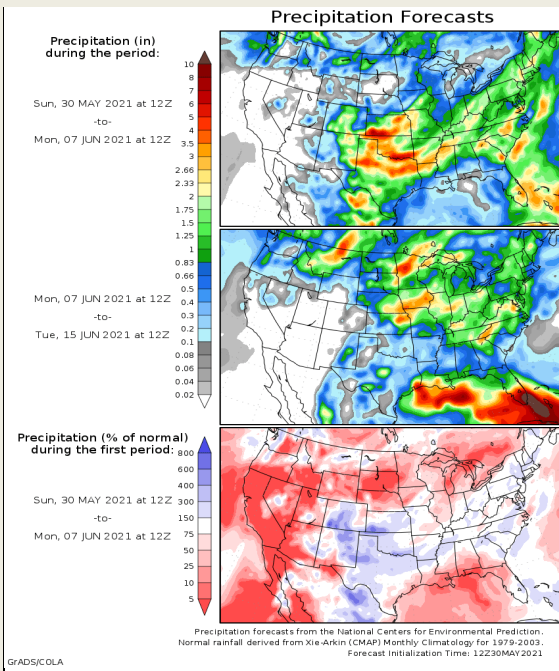 Precipitation Forecasts
Precipitation (in)
during the period:
Sun, 30 MAY 2021 at 12Z
-to-
Mon, 07 JUN 2021 at 12Z
10
8
7
6
5
4
3.5
3
2.66
2.33
2
1.75
1.5
1.25
1
0.83
0.66
0.5
0.4
0.3
0.2
0.1
0.08
0.06
0.04
0.02
Mon, 07 JUN 2021 at 12Z
-to-
Tue, 15 JUN 2021 at 12Z
Precipitation (% of normal)
during the first period:
Sun, 30 MAY 2021 at 12Z
-to-
Mon, 07 JUN 2021 at 12Z
800
600
400
300
150
75
50
25
10
5
Precipitation forecasts from the National Centers for Environmental Prediction.
Normal rainfall derived from Xie-Arkin (CMAP) Monthly Climatology for 1979-2003.
Forecast Initialization Time: 12Z30MAY2021
GrADS/COLA